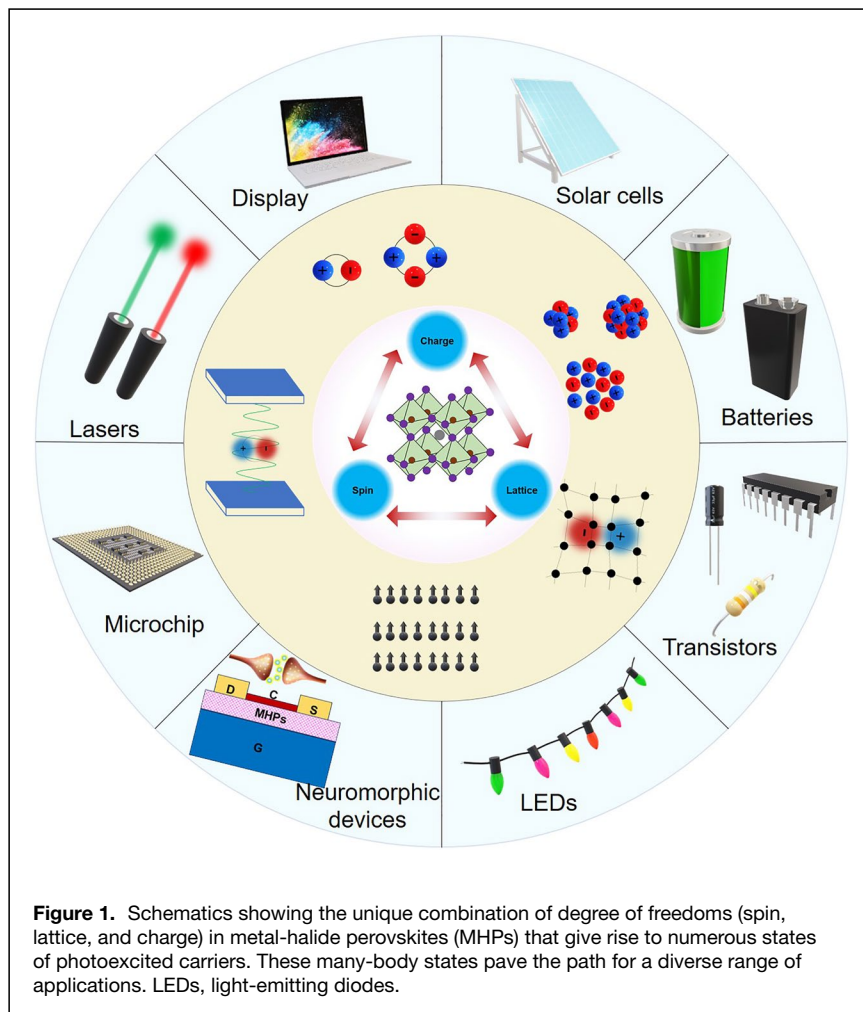 Display
Solar cells
Lasers
Batteries
Charge
Spin
Lattice
+
-
+
-
-
+
+
-
-
+
Microchip
Transistors
D
C
S
MHPs
G
Neuromorphic
devices
LEDs
Figure 1. Schematics showing the unique combination of degree of freedoms (spin,
lattice, and charge) in metal-halide perovskites (MHPs) that give rise to numerous states
of photoexcited carriers. These many-body states pave the path for a diverse range of
applications. LEDs, light-emitting diodes.